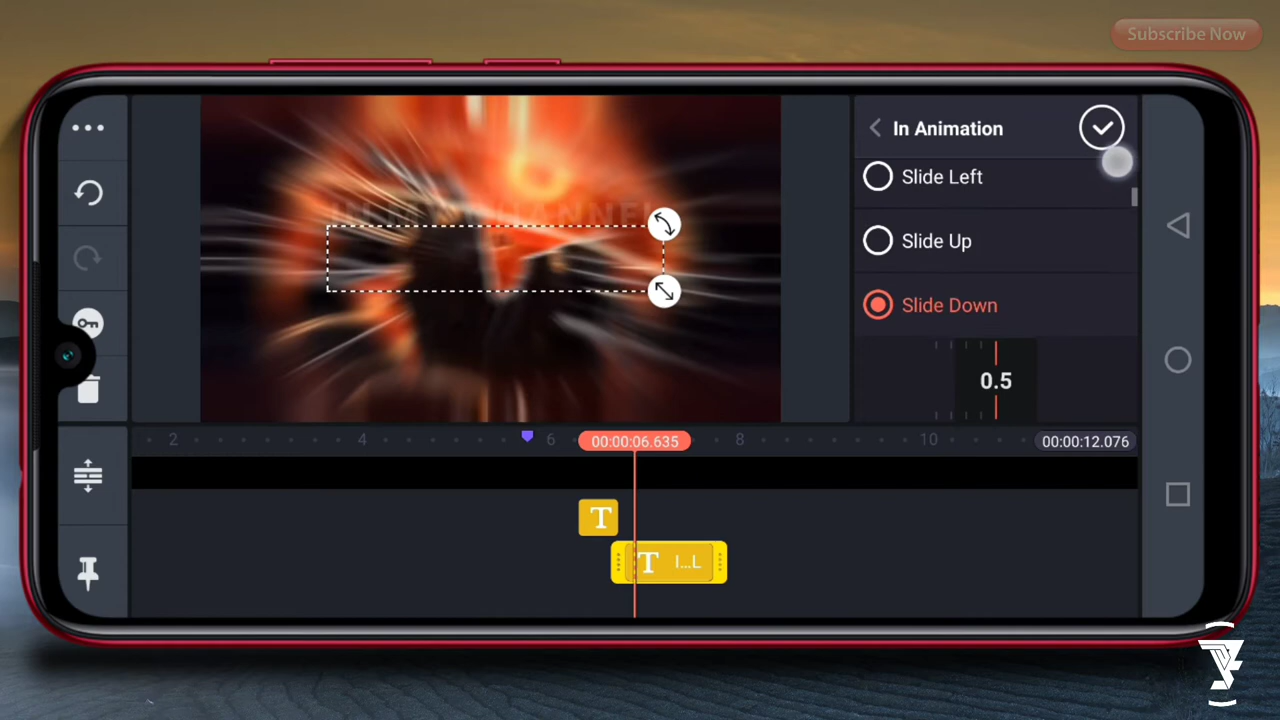 Subscribe Now
In Animation
Slide Left
Slide Up
Slide Down
0.5
2 4 6 8 10
00:00:06.635
00:00:12.076
T
T I...L